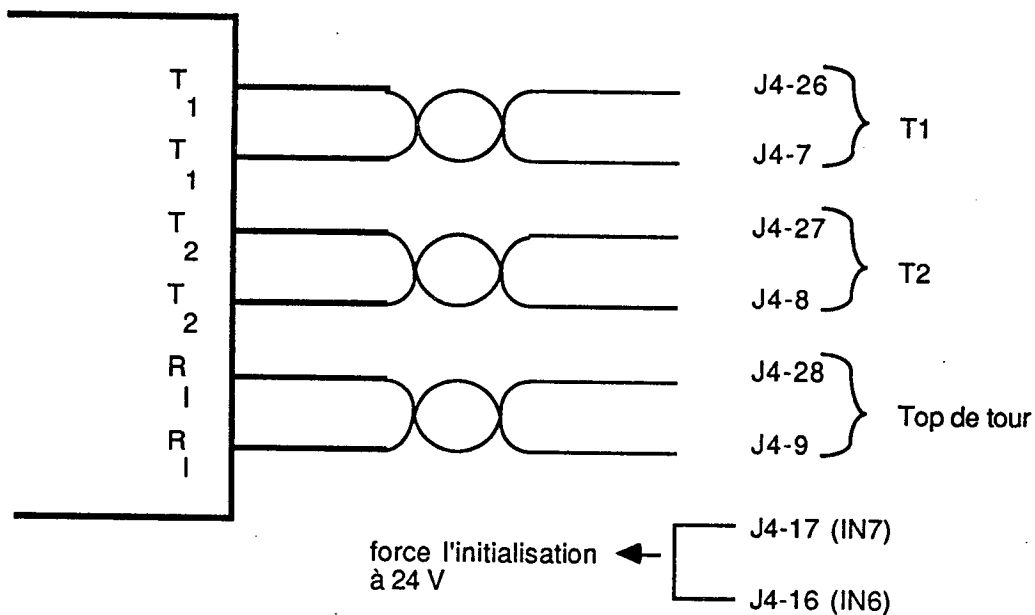 T1
T1
T2
T2
RI
RI
J4-26
J4-7
T1
J4-27
J4-8
T2
J4-28
J4-9
Top de tour
J4-17 (IN7)
J4-16 (IN6)
force l'initialisation
à 24 V